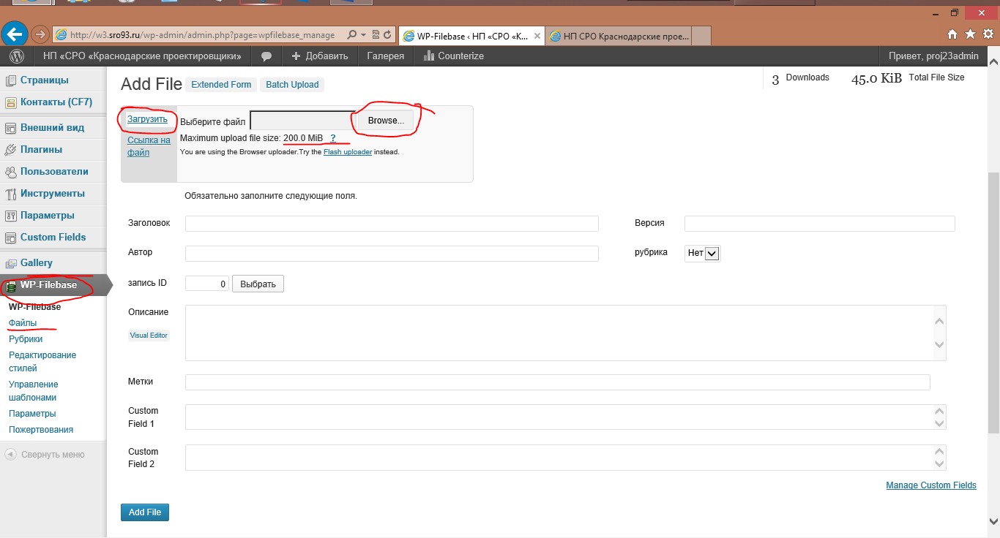 http://w3.sro93.ru/wp-admin/admin.php?page=wpfilebase_manage
WP-Filebase ‹ НП «СРО «К...
НП СРО Краснодарские прое...
НП «СРО «Краснодарские проектировщики»
Добавить
Галерея
Counterize
Привет, proj23admin
Страницы
Контакты (CF7)
Внешний вид
Плагины
Пользователи
Инструменты
Параметры
Custom Fields
Gallery
WP-Filebase
WP-Filebase
Файлы
Рубрики
Редактирование
стилей
Управление
шаблонами
Параметры
Пожертвования
Свернуть меню
Add File Extended Form Batch Upload
3 Downloads 45.0 KiB Total File Size
Загрузить
Ссылка на
файл
Выберите файл Browse...
Maximum upload file size: 200.0 MiB ?
You are using the Browser uploader.Try the Flash uploader instead.
Обязательно заполните следующие поля.
Заголовок
Версия
Автор
рубрика Нет
запись ID 0 Выбрать
Описание
Visual Editor
Метки
Custom
Field 1
Custom
Field 2
Manage Custom Fields
Add File